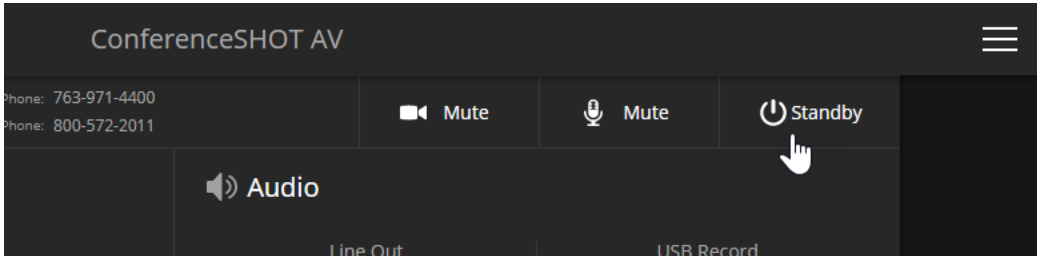 ConferenceSHOT AV
Phone: 763-971-4400
Phone: 800-572-2011
Mute
Mute
Standby
Audio
Line Out
USB Record